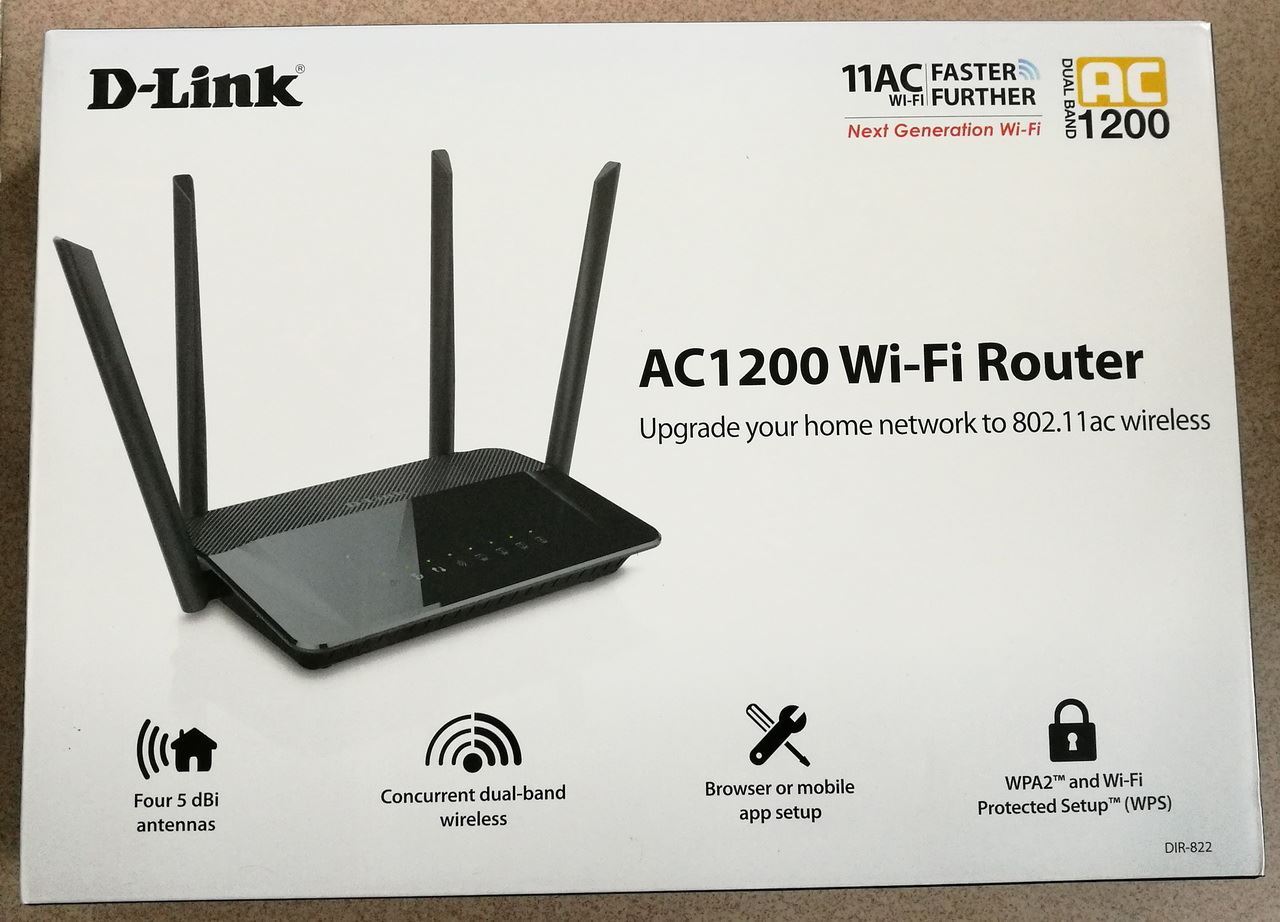 D-Link®
11AC WI-FI FASTER FURTHER
Next Generation Wi-Fi
DUAL BAND AC 1200
AC1200 Wi-Fi Router
Upgrade your home network to 802.11ac wireless
Four 5 dBi
antennas
Concurrent dual-band
wireless
Browser or mobile
app setup
WPA2™ and Wi-Fi
Protected Setup™ (WPS)
DIR-822